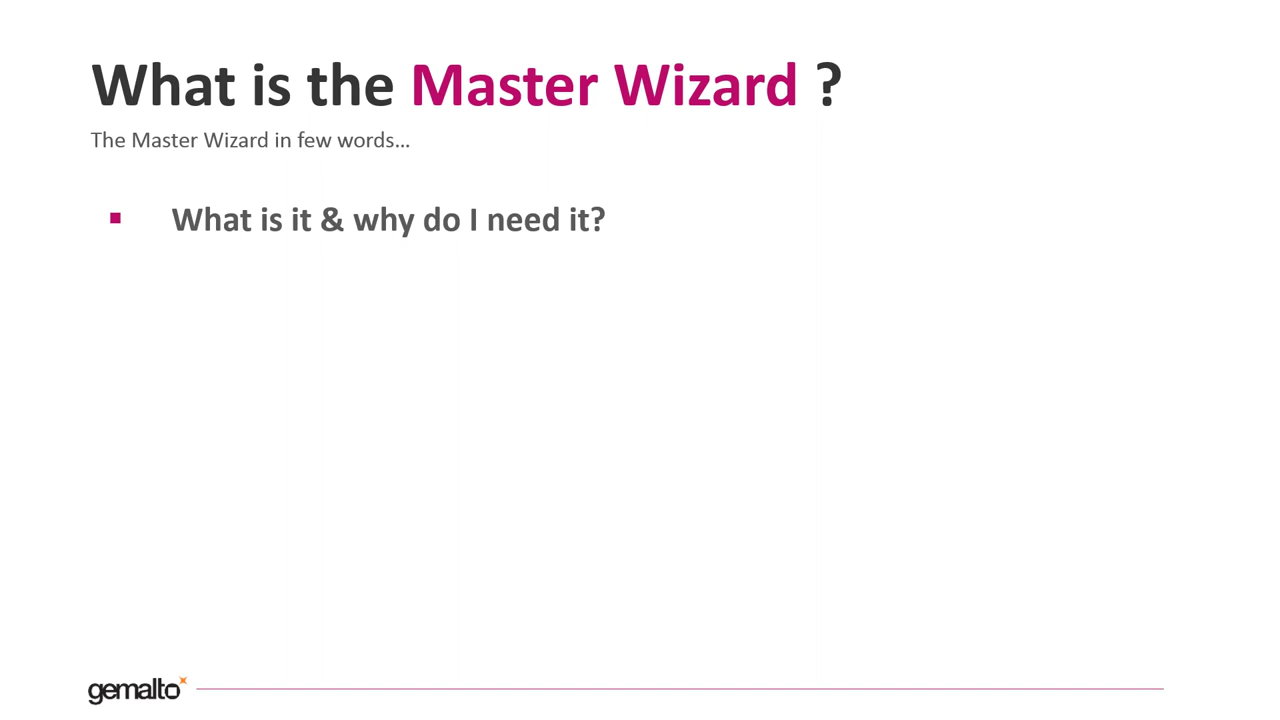 What is the Master Wizard ?
The Master Wizard in few words…
▪ What is it & why do I need it?
gemalto